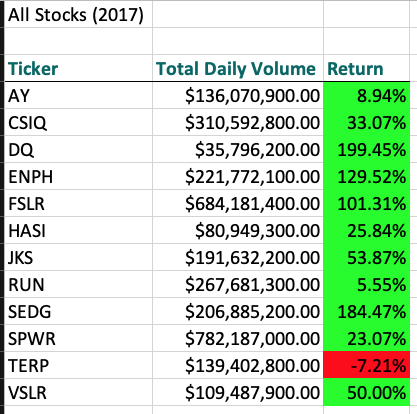 All Stocks (2017)
Ticker Total Daily Volume Return
AY $136,070,900.00 8.94%
CSIQ $310,592,800.00 33.07%
DQ $35,796,200.00 199.45%
ENPH $221,772,100.00 129.52%
FSLR $684,181,400.00 101.31%
HASI $80,949,300.00 25.84%
JKS $191,632,200.00 53.87%
RUN $267,681,300.00 5.55%
SEDG $206,885,200.00 184.47%
SPWR $782,187,000.00 23.07%
TERP $139,402,800.00 -7.21%
VSLR $109,487,900.00 50.00%